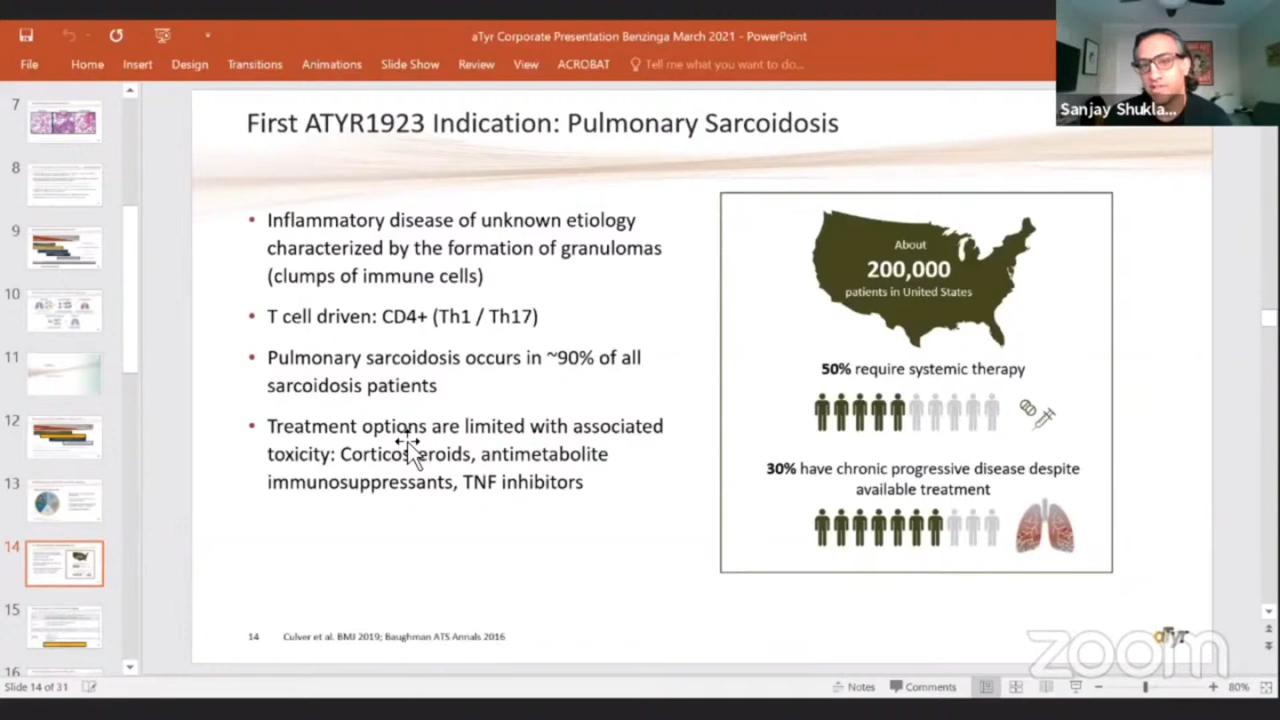 aTyr Corporate Presentation Benzinga March 2021 - PowerPoint
File Home Insert Design Transitions Animations Slide Show Review View ACROBAT Tell me what you want to do...
Sanjay Shukla...
7
8
9
10
11
12
13
14
15
16
First ATYR1923 Indication: Pulmonary Sarcoidosis
• Inflammatory disease of unknown etiology
characterized by the formation of granulomas
(clumps of immune cells)
• T cell driven: CD4+ (Th1 / Th17)
• Pulmonary sarcoidosis occurs in ~90% of all
sarcoidosis patients
• Treatment options are limited with associated
toxicity: Corticosteroids, antimetabolite
immunosuppressants, TNF inhibitors
About
200,000
patients in United States
50% require systemic therapy
30% have chronic progressive disease despite
available treatment
14 Culver et al. BMJ 2019; Baughman ATS Annals 2016
aTyr
zoom
Slide 14 of 31 Notes Comments 80%